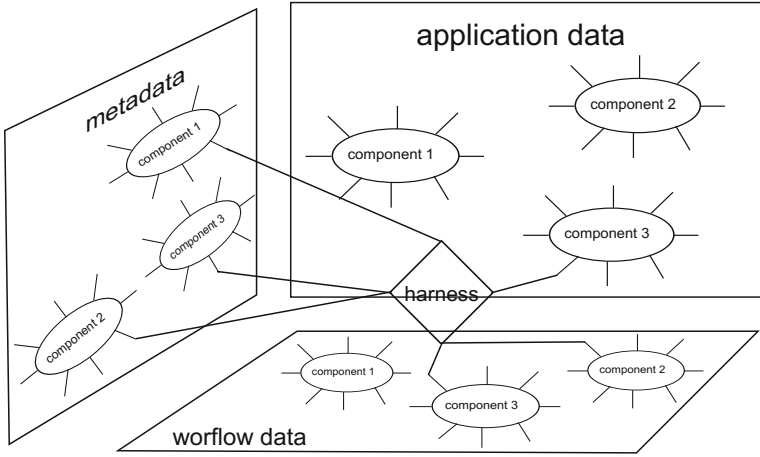 metadata
component 1
component 3
component 2
application data
component 2
component 1
component 3
harness
component 1
component 2
component 3
worflow data